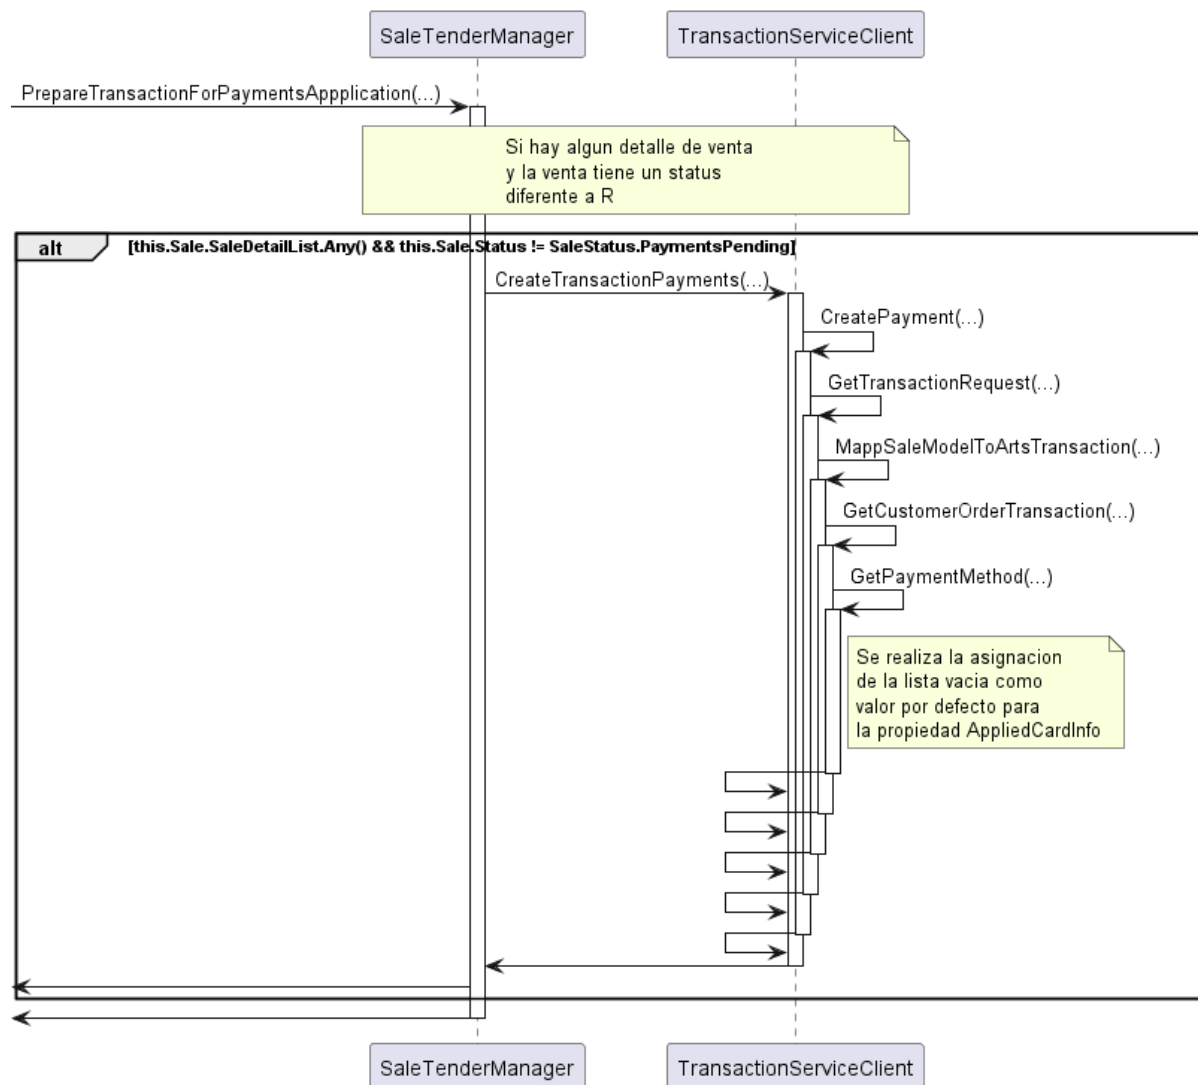 SaleTenderManager
TransactionServiceClient
PrepareTransactionForPaymentsAppplication(...)
Si hay algun detalle de venta
y la venta tiene un status
diferente a R
alt
[this.Sale.SaleDetailList.Any() && this.Sale.Status != SaleStatus.PaymentsPending]
CreateTransactionPayments(...)
CreatePayment(...)
GetTransactionRequest(...)
MappSaleModelToArtsTransaction(...)
GetCustomerOrderTransaction(...)
GetPaymentMethod(...)
Se realiza la asignacion
de la lista vacia como
valor por defecto para
la propiedad AppliedCardInfo
SaleTenderManager
TransactionServiceClient